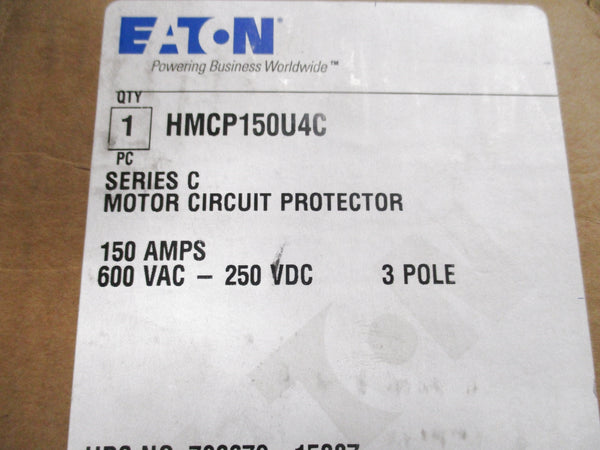 EATON
Powering Business Worldwide™
QTY
1 HMCP150U4C
PC
SERIES C
MOTOR CIRCUIT PROTECTOR
150 AMPS
600 VAC – 250 VDC 3 POLE